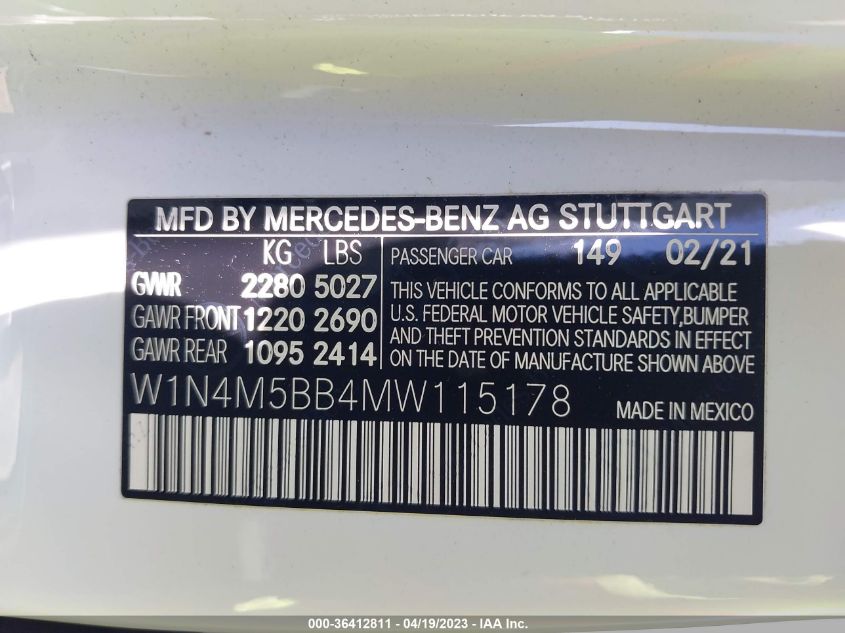 MFD BY MERCEDES-BENZ AG STUTTGART
KG LBS
GVWR 2280 5027
GAWR FRONT 1220 2690
GAWR REAR 1095 2414
PASSENGER CAR 149 02/21
THIS VEHICLE CONFORMS TO ALL APPLICABLE
U.S. FEDERAL MOTOR VEHICLE SAFETY,BUMPER
AND THEFT PREVENTION STANDARDS IN EFFECT
ON THE DATE OF MANUFACTURE SHOWN ABOVE
W1N4M5BB4MW115178 MADE IN MEXICO
000-36412811 - 04/19/2023 - IAA Inc.